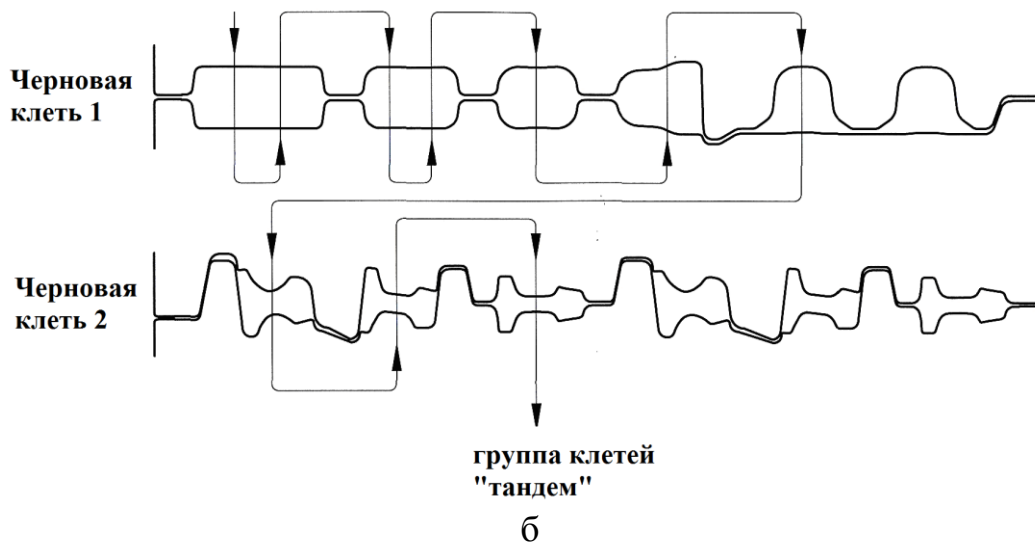 Черновая
клеть 1
Черновая
клеть 2
группа клетей
"тандем"
б